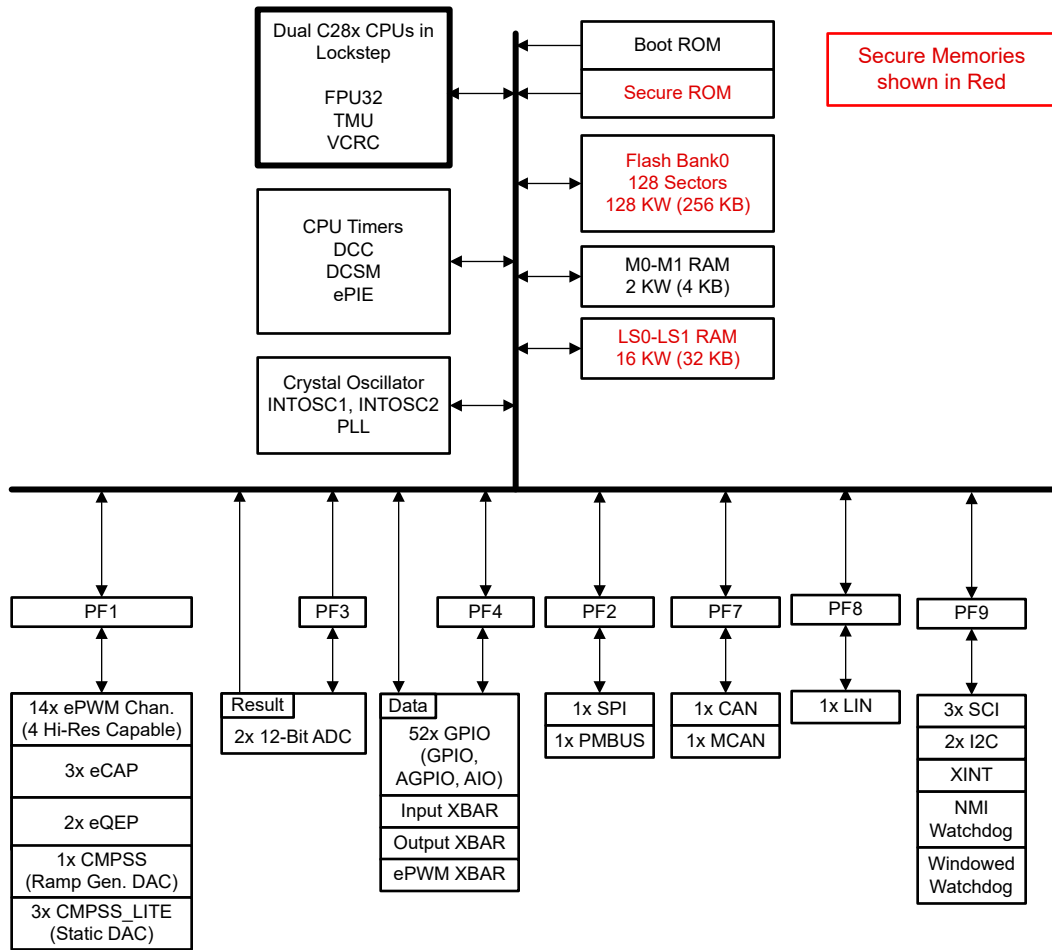 Dual C28x CPUs in
Lockstep
FPU32
TMU
VCRC
CPU Timers
DCC
DCSM
ePIE
Crystal Oscillator
INTOSC1, INTOSC2
PLL
Boot ROM
Secure ROM
Flash Bank0
128 Sectors
128 KW (256 KB)
M0-M1 RAM
2 KW (4 KB)
LS0-LS1 RAM
16 KW (32 KB)
Secure Memories
shown in Red
PF1
PF3
PF4
PF2
PF7
PF8
PF9
14x ePWM Chan.
(4 Hi-Res Capable)
3x eCAP
2x eQEP
1x CMPSS
(Ramp Gen. DAC)
3x CMPSS_LITE
(Static DAC)
Result
2x 12-Bit ADC
Data
52x GPIO
(GPIO,
AGPIO, AIO)
Input XBAR
Output XBAR
ePWM XBAR
1x SPI
1x PMBUS
1x CAN
1x MCAN
1x LIN
3x SCI
2x I2C
XINT
NMI
Watchdog
Windowed
Watchdog